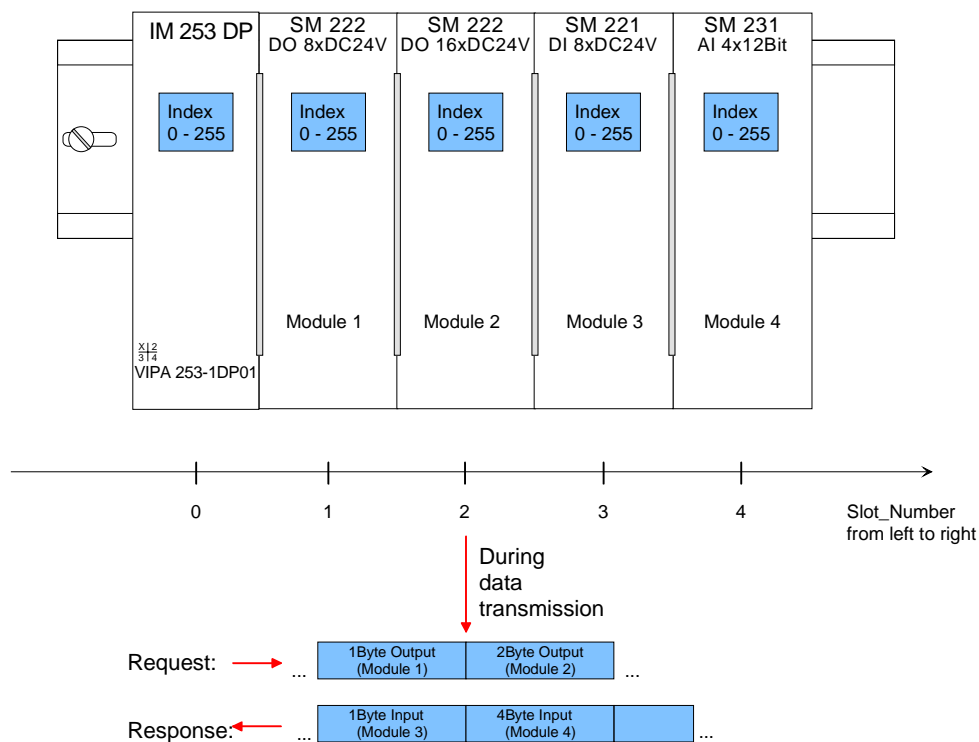 IM 253 DP
SM 222
DO 8xDC24V
SM 222
DO 16xDC24V
SM 221
DI 8xDC24V
SM 231
AI 4x12Bit
Index
0 - 255
Index
0 - 255
Index
0 - 255
Index
0 - 255
Index
0 - 255
Module 1
Module 2
Module 3
Module 4
X 2
3 4
VIPA 253-1DP01
0
1
2
3
4
Slot_Number
from left to right
During
data
transmission
Request:
...
1Byte Output
(Module 1)
2Byte Output
(Module 2)
...
Response:
...
1Byte Input
(Module 3)
4Byte Input
(Module 4)
...